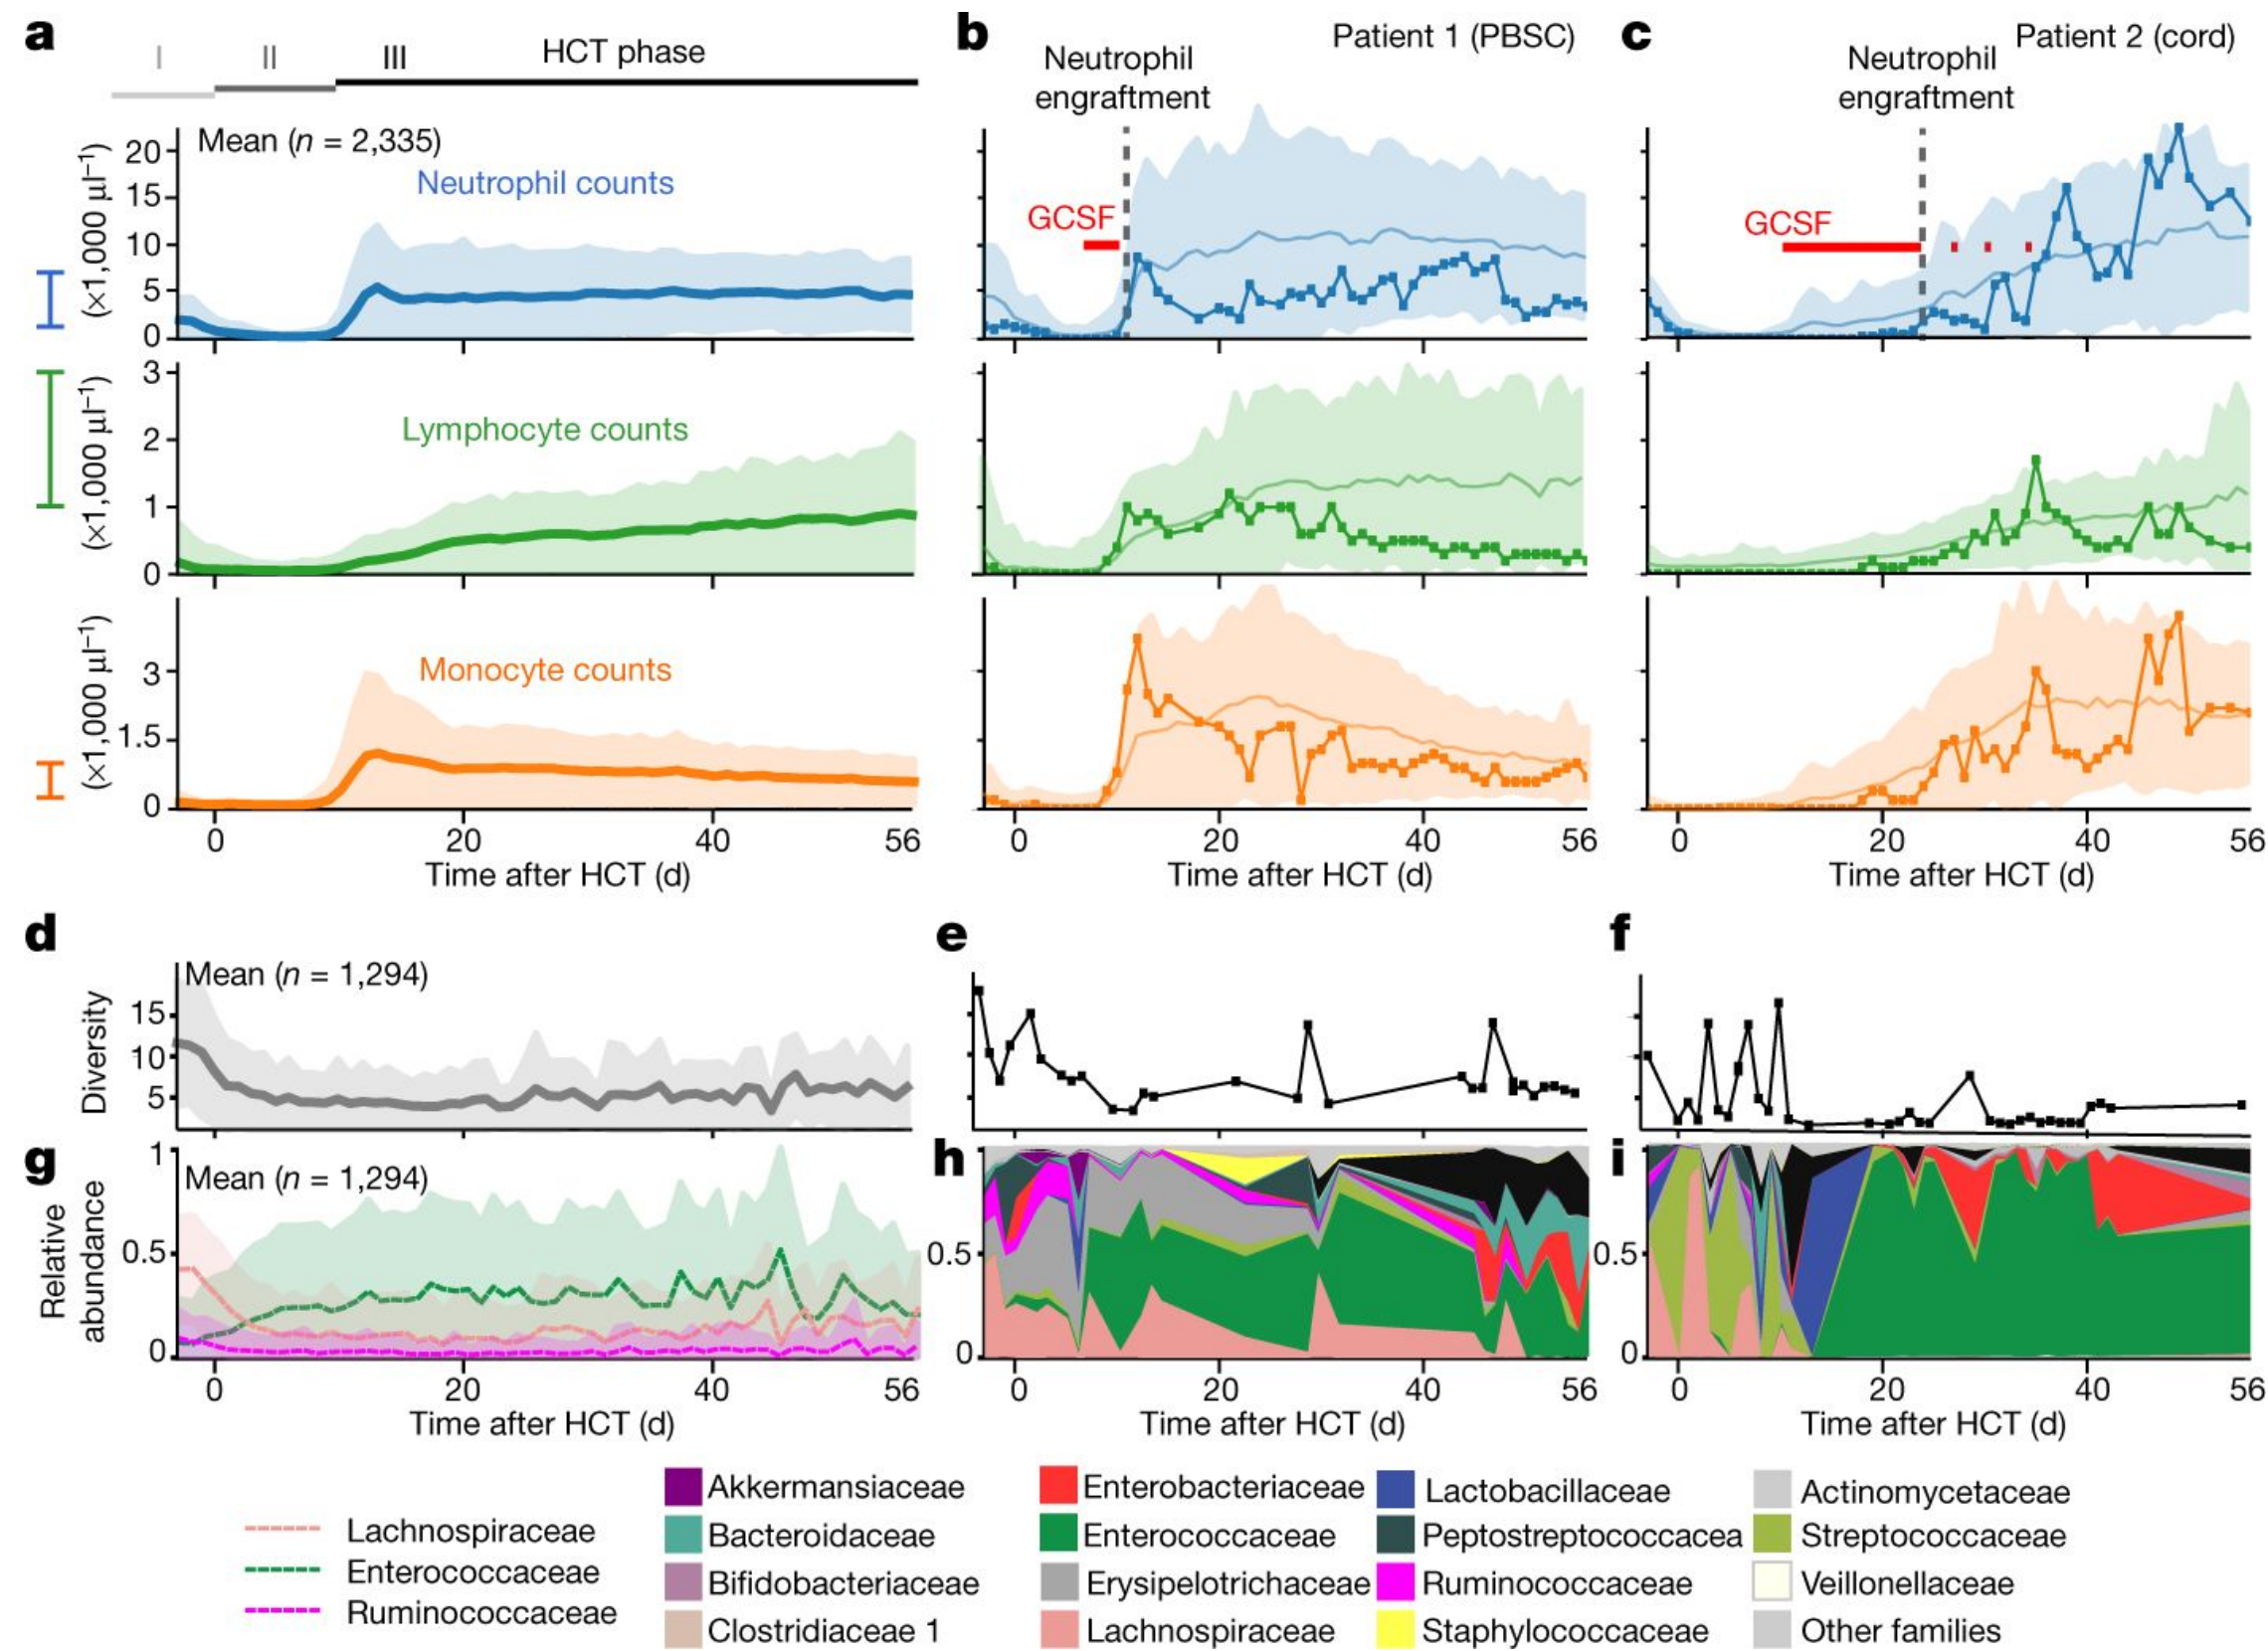 a
I
II
III
HCT phase
Mean (n = 2,335)
Neutrophil counts
(×1,000 μl⁻¹)
20
15
10
5
0
Lymphocyte counts
(×1,000 μl⁻¹)
3
2
1
0
Monocyte counts
(×1,000 μl⁻¹)
3
1.5
0
0 20 40 56
Time after HCT (d)
b
Patient 1 (PBSC)
Neutrophil
engraftment
GCSF
0 20 40 56
Time after HCT (d)
c
Patient 2 (cord)
Neutrophil
engraftment
GCSF
0 20 40 56
Time after HCT (d)
d
Mean (n = 1,294)
Diversity
15
10
5
e
f
g
Mean (n = 1,294)
Relative
abundance
1
0.5
0
0 20 40 56
Time after HCT (d)
h
0.5
0
0 20 40 56
Time after HCT (d)
i
0.5
0
0 20 40 56
Time after HCT (d)
Lachnospiraceae
Enterococcaceae
Ruminococcaceae
Akkermansiaceae
Bacteroidaceae
Bifidobacteriaceae
Clostridiaceae 1
Enterobacteriaceae
Enterococcaceae
Erysipelotrichaceae
Lachnospiraceae
Lactobacillaceae
Peptostreptococcacea
Ruminococcaceae
Staphylococcaceae
Actinomycetaceae
Streptococcaceae
Veillonellaceae
Other families